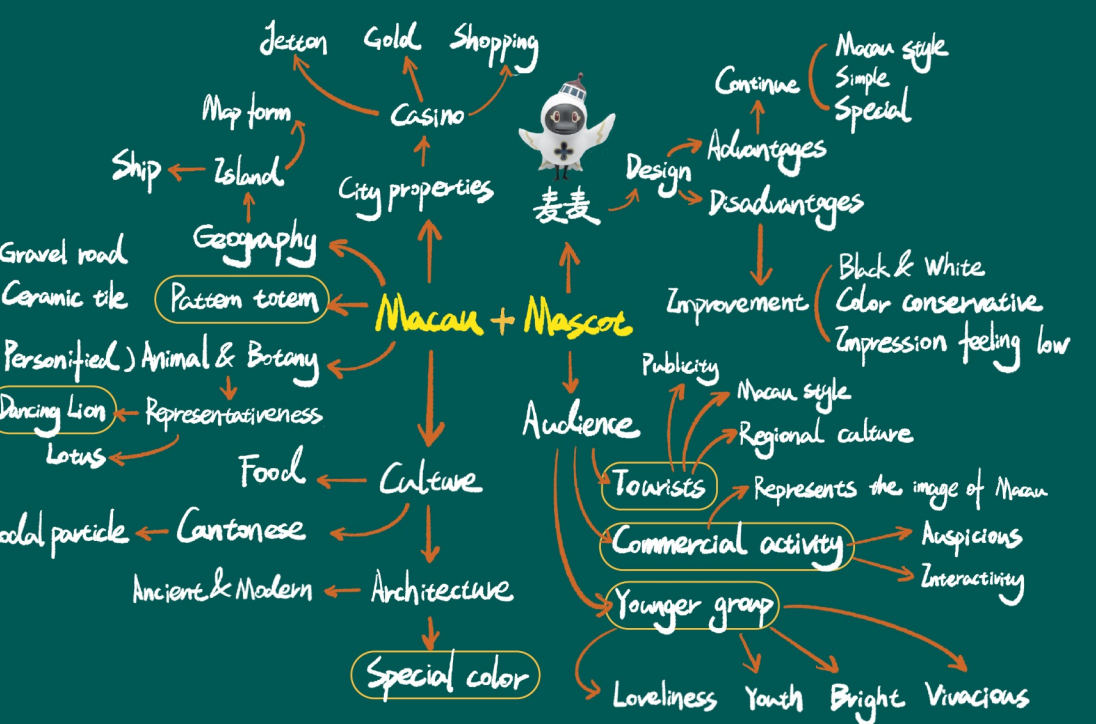 Jetton
Gold
Shopping
Macau style
Simple
Special
Continue
Map form
Casino
Advantages
Ship
Island
City properties
Design
麦麦
Disadvantages
Geography
Gravel road
Ceramic tile
Pattern totem
Macau + Mascot
Improvement
Black & White
Color conservative
Impression feeling low
Personified) Animal & Botany
Publicity
Macau style
Dancing Lion
Representativeness
Audience
Regional culture
Lotus
Food
Culture
Tourists
Represents the image of Macau
odal particle
Cantonese
Commercial activity
Auspicious
Interactivity
Ancient & Modern
Architecture
Younger group
Special color
Loveliness
Youth
Bright
Vivacious